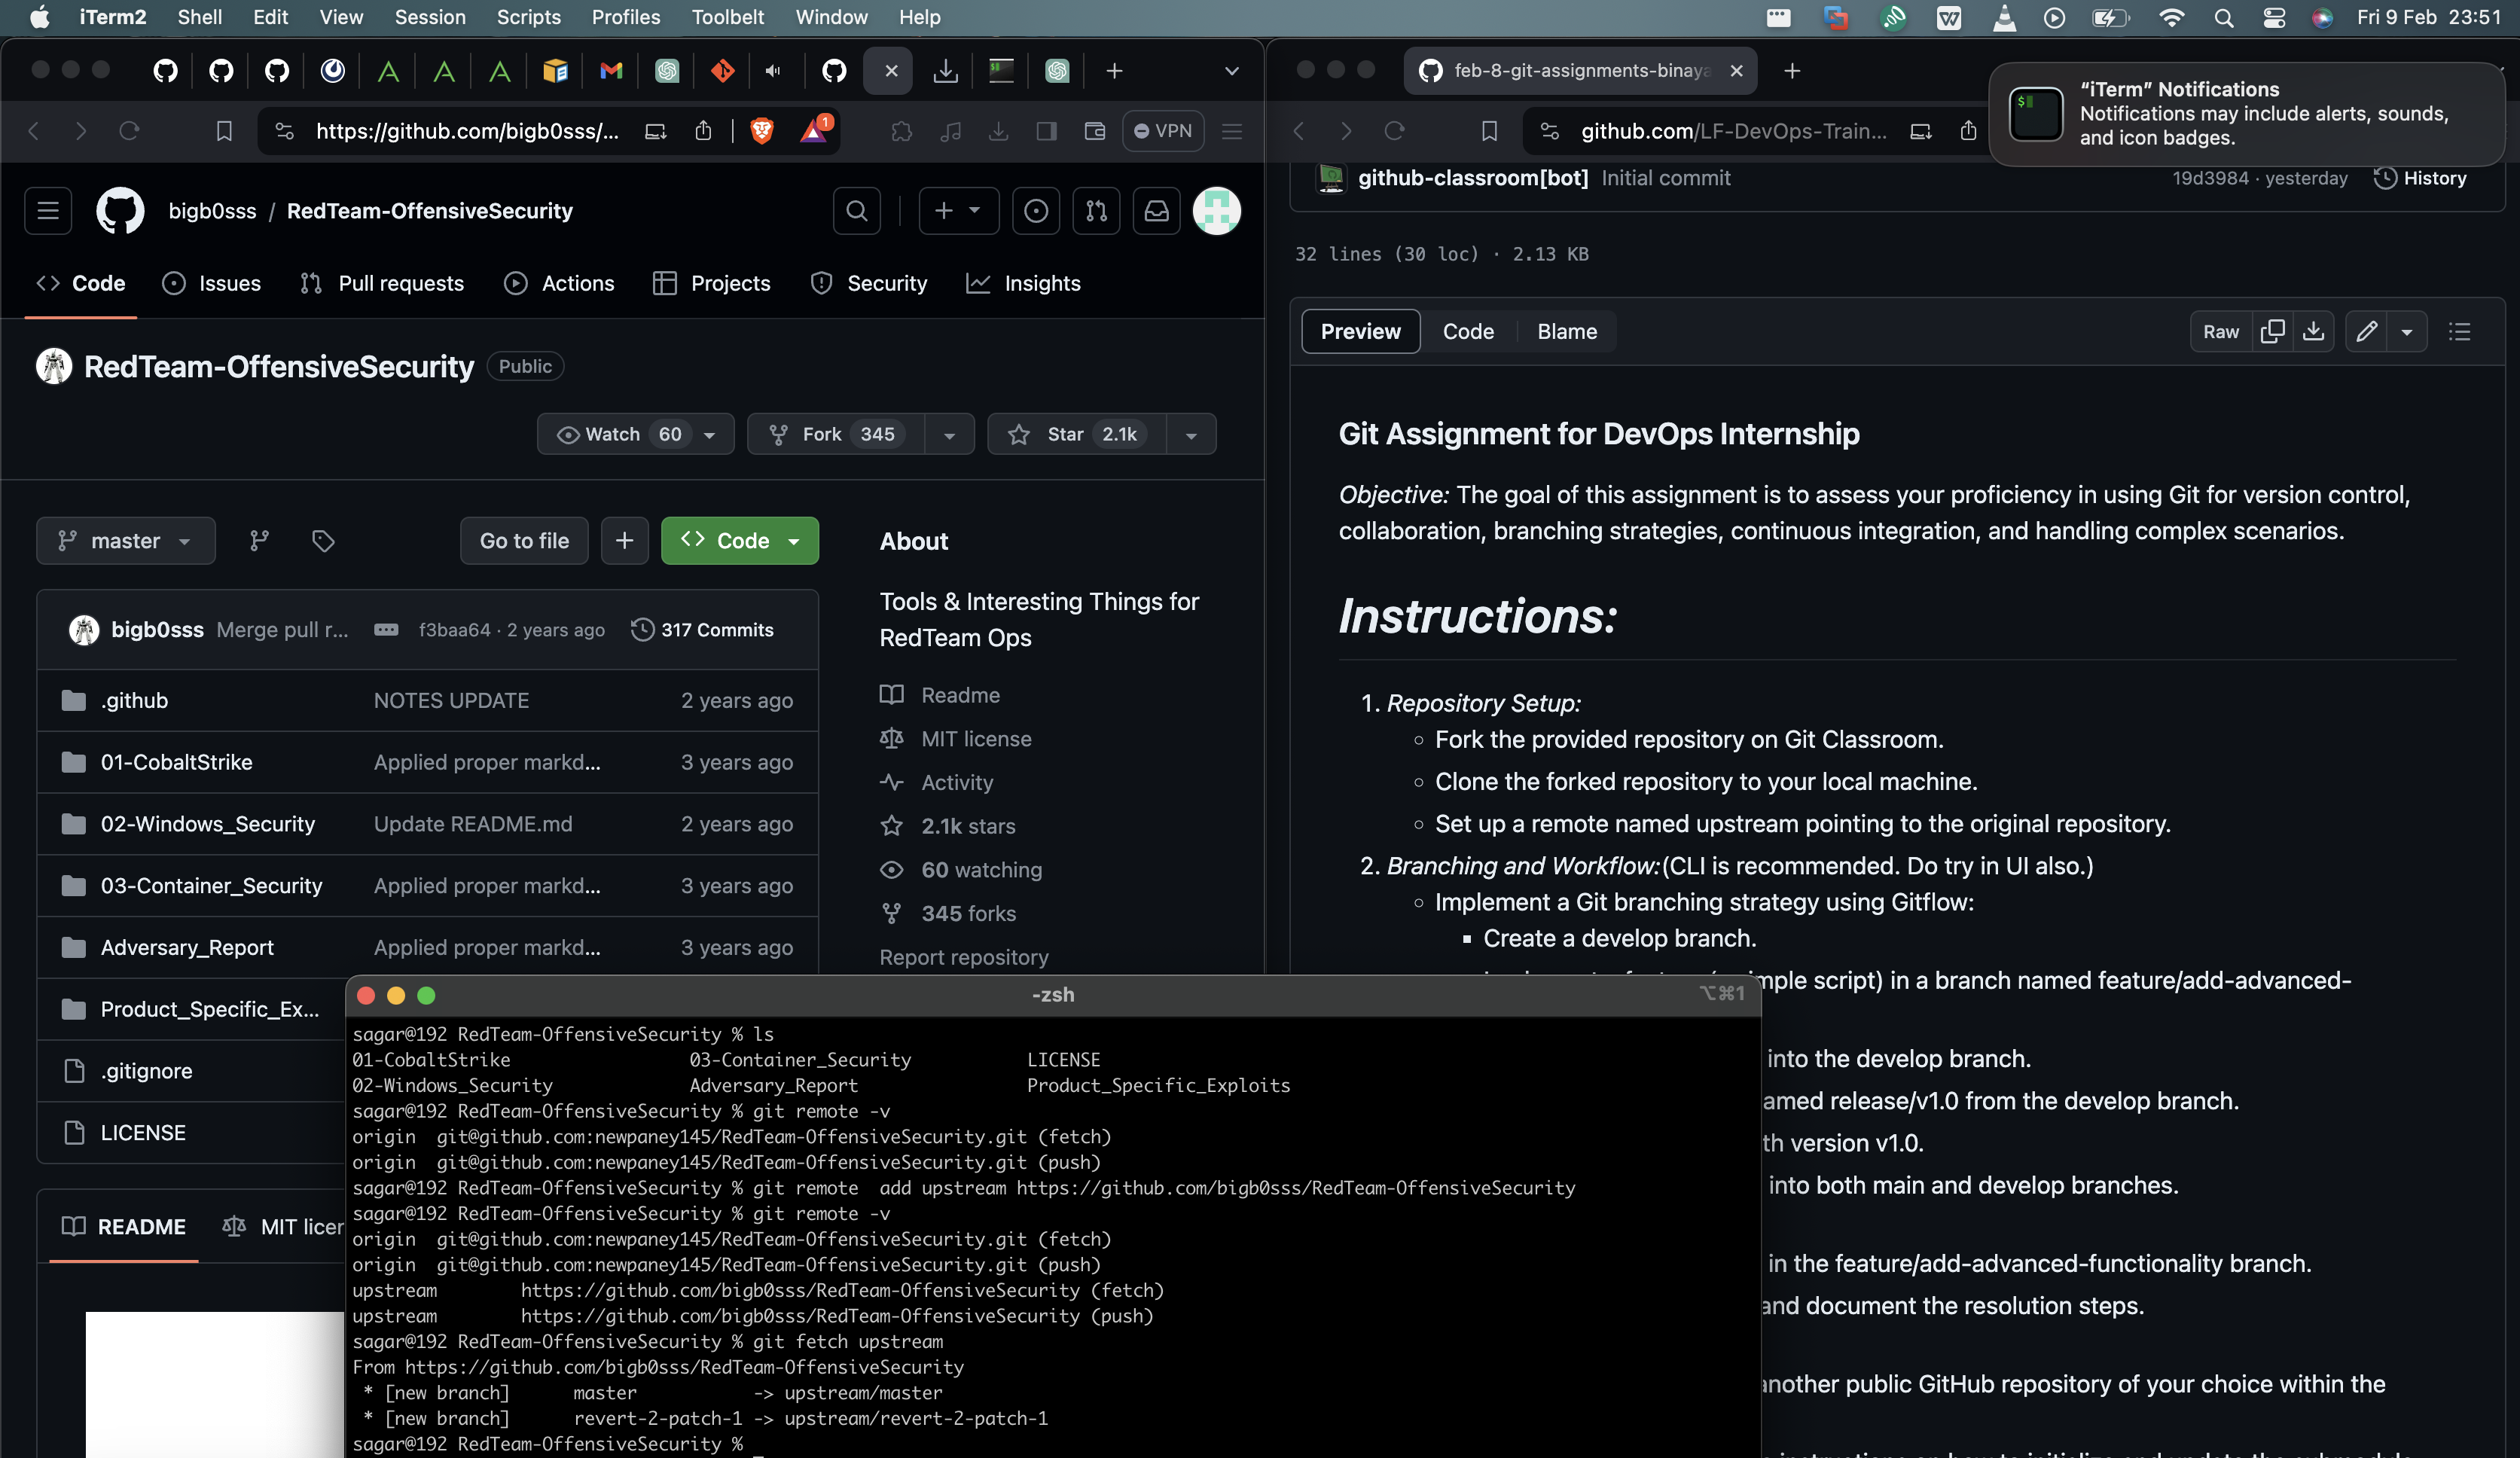 iTerm2 Shell Edit View Session Scripts Profiles Toolbelt Window Help Fri 9 Feb 23:51
feb-8-git-assignments-binaya
https://github.com/bigb0sss/... 1 VPN
github.com/LF-DevOps-Train...
"iTerm" Notifications
Notifications may include alerts, sounds,
and icon badges.
bigb0sss / RedTeam-OffensiveSecurity
Code Issues Pull requests Actions Projects Security Insights
RedTeam-OffensiveSecurity Public
Watch 60 Fork 345 Star 2.1k
master Go to file Code
bigb0sss Merge pull r... f3baa64 · 2 years ago 317 Commits
.github NOTES UPDATE 2 years ago
01-CobaltStrike Applied proper markd... 3 years ago
02-Windows_Security Update README.md 2 years ago
03-Container_Security Applied proper markd... 3 years ago
Adversary_Report Applied proper markd... 3 years ago
Product_Specific_Ex...
.gitignore
LICENSE
README MIT licen
About
Tools & Interesting Things for
RedTeam Ops
Readme
MIT license
Activity
2.1k stars
60 watching
345 forks
Report repository
github-classroom[bot] Initial commit 19d3984 · yesterday History
32 lines (30 loc) · 2.13 KB
Preview Code Blame Raw
Git Assignment for DevOps Internship
Objective: The goal of this assignment is to assess your proficiency in using Git for version control,
collaboration, branching strategies, continuous integration, and handling complex scenarios.
Instructions:
1. Repository Setup:
Fork the provided repository on Git Classroom.
Clone the forked repository to your local machine.
Set up a remote named upstream pointing to the original repository.
2. Branching and Workflow:(CLI is recommended. Do try in UI also.)
Implement a Git branching strategy using Gitflow:
Create a develop branch.
mple script) in a branch named feature/add-advanced-
into the develop branch.
amed release/v1.0 from the develop branch.
th version v1.0.
into both main and develop branches.
in the feature/add-advanced-functionality branch.
and document the resolution steps.
another public GitHub repository of your choice within the
-zsh ⌥⌘1
sagar@192 RedTeam-OffensiveSecurity % ls
01-CobaltStrike 03-Container_Security LICENSE
02-Windows_Security Adversary_Report Product_Specific_Exploits
sagar@192 RedTeam-OffensiveSecurity % git remote -v
origin git@github.com:newpaney145/RedTeam-OffensiveSecurity.git (fetch)
origin git@github.com:newpaney145/RedTeam-OffensiveSecurity.git (push)
sagar@192 RedTeam-OffensiveSecurity % git remote add upstream https://github.com/bigb0sss/RedTeam-OffensiveSecurity
sagar@192 RedTeam-OffensiveSecurity % git remote -v
origin git@github.com:newpaney145/RedTeam-OffensiveSecurity.git (fetch)
origin git@github.com:newpaney145/RedTeam-OffensiveSecurity.git (push)
upstream https://github.com/bigb0sss/RedTeam-OffensiveSecurity (fetch)
upstream https://github.com/bigb0sss/RedTeam-OffensiveSecurity (push)
sagar@192 RedTeam-OffensiveSecurity % git fetch upstream
From https://github.com/bigb0sss/RedTeam-OffensiveSecurity
* [new branch] master -> upstream/master
* [new branch] revert-2-patch-1 -> upstream/revert-2-patch-1
sagar@192 RedTeam-OffensiveSecurity %